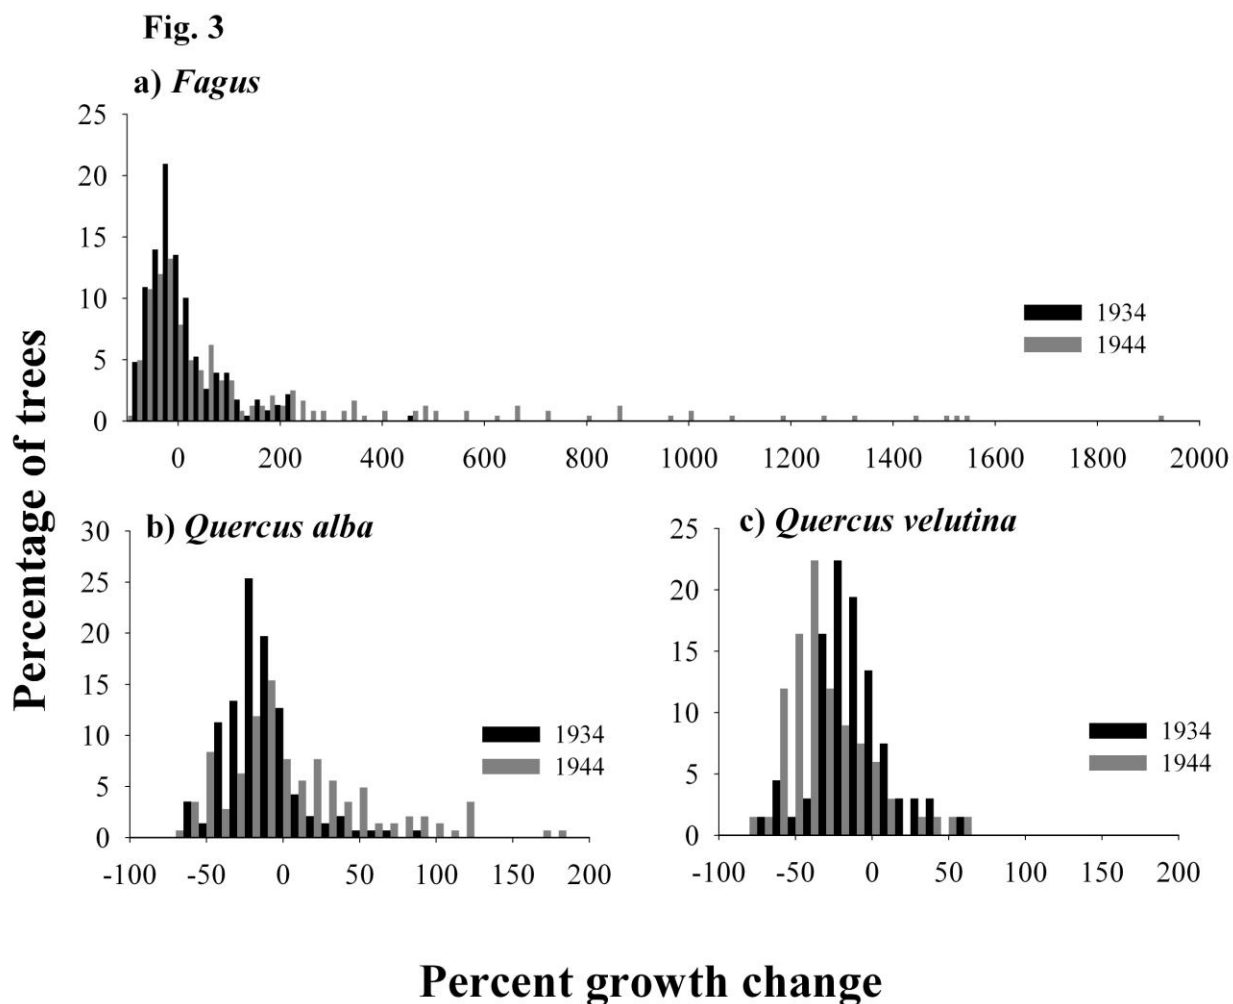 Fig. 3
a) Fagus
25
20
15
10
5
0
0 200 400 600 800 1000 1200 1400 1600 1800 2000
1934
1944
Percentage of trees
b) Quercus alba
30
25
20
15
10
5
0
-100 -50 0 50 100 150 200
1934
1944
c) Quercus velutina
25
20
15
10
5
0
-100 -50 0 50 100 150 200
1934
1944
Percent growth change